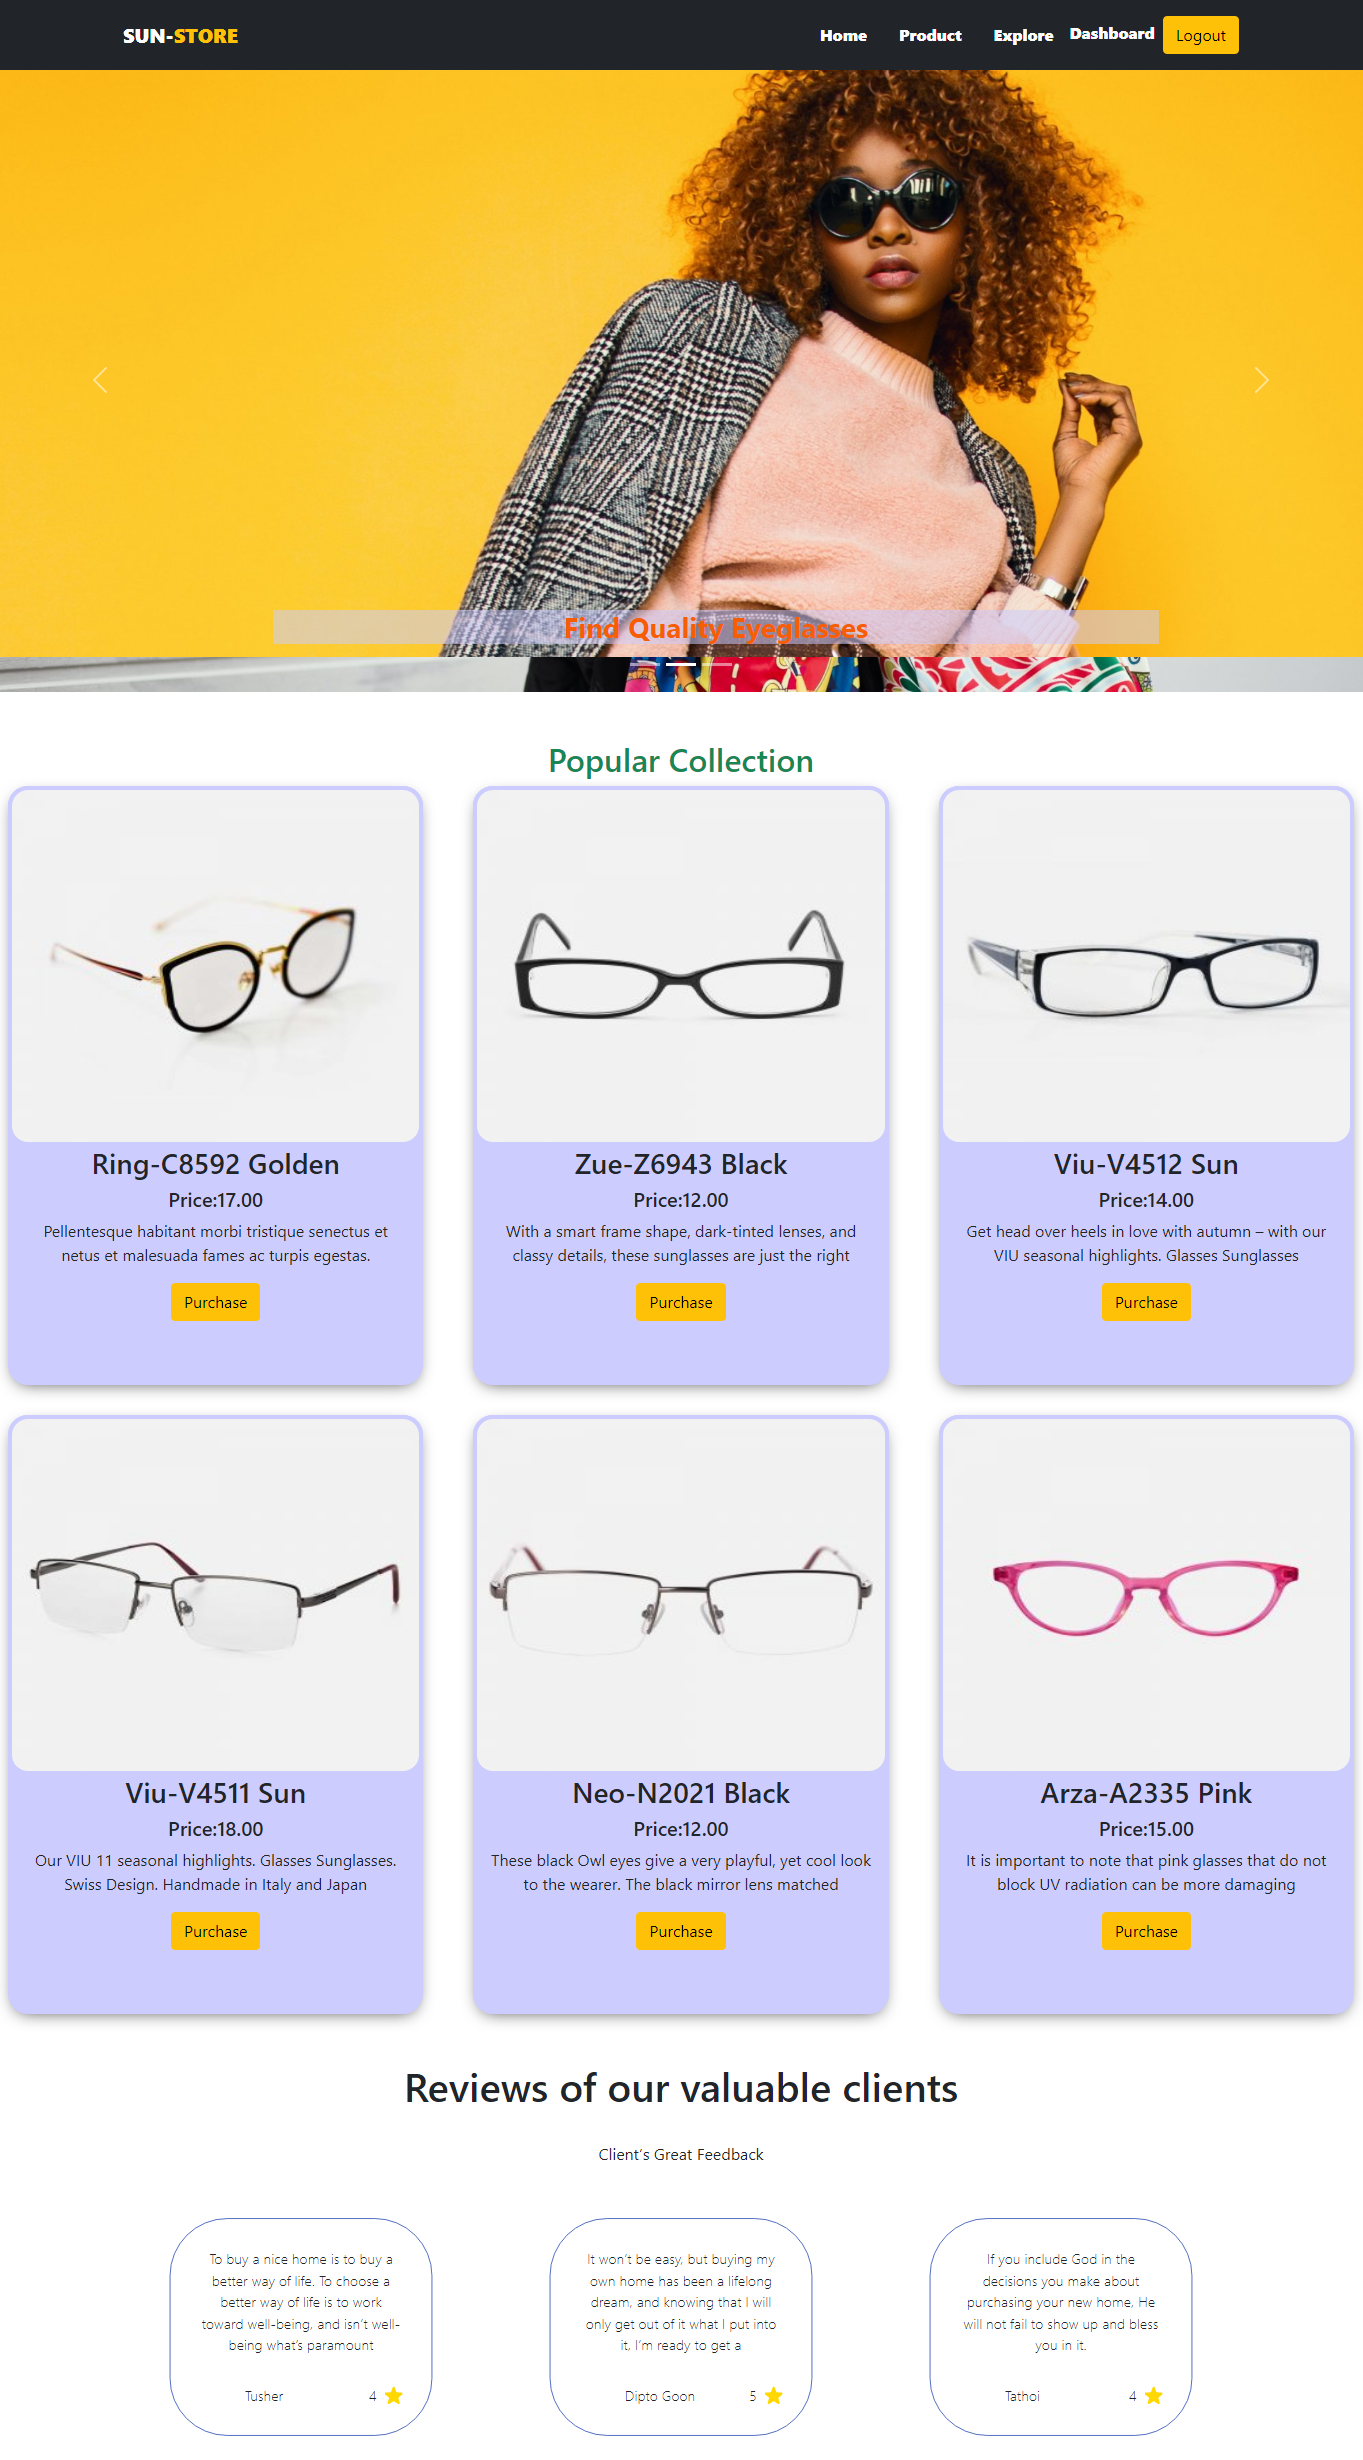 SUN-STORE
Home Product Explore Dashboard Logout
Find Quality Eyeglasses
Popular Collection
Ring-C8592 Golden
Price:17.00
Pellentesque habitant morbi tristique senectus et
netus et malesuada fames ac turpis egestas.
Purchase
Zue-Z6943 Black
Price:12.00
With a smart frame shape, dark-tinted lenses, and
classy details, these sunglasses are just the right
Purchase
Viu-V4512 Sun
Price:14.00
Get head over heels in love with autumn – with our
VIU seasonal highlights. Glasses Sunglasses
Purchase
Viu-V4511 Sun
Price:18.00
Our VIU 11 seasonal highlights. Glasses Sunglasses.
Swiss Design. Handmade in Italy and Japan
Purchase
Neo-N2021 Black
Price:12.00
These black Owl eyes give a very playful, yet cool look
to the wearer. The black mirror lens matched
Purchase
Arza-A2335 Pink
Price:15.00
It is important to note that pink glasses that do not
block UV radiation can be more damaging
Purchase
Reviews of our valuable clients
Client's Great Feedback
To buy a nice home is to buy a
better way of life. To choose a
better way of life is to work
toward well-being, and isn't well-
being what's paramount
Tusher 4
It won't be easy, but buying my
own home has been a lifelong
dream, and knowing that I will
only get out of it what I put into
it, I'm ready to get a
Dipto Goon 5
If you include God in the
decisions you make about
purchasing your new home, He
will not fail to show up and bless
you in it.
Tathoi 4